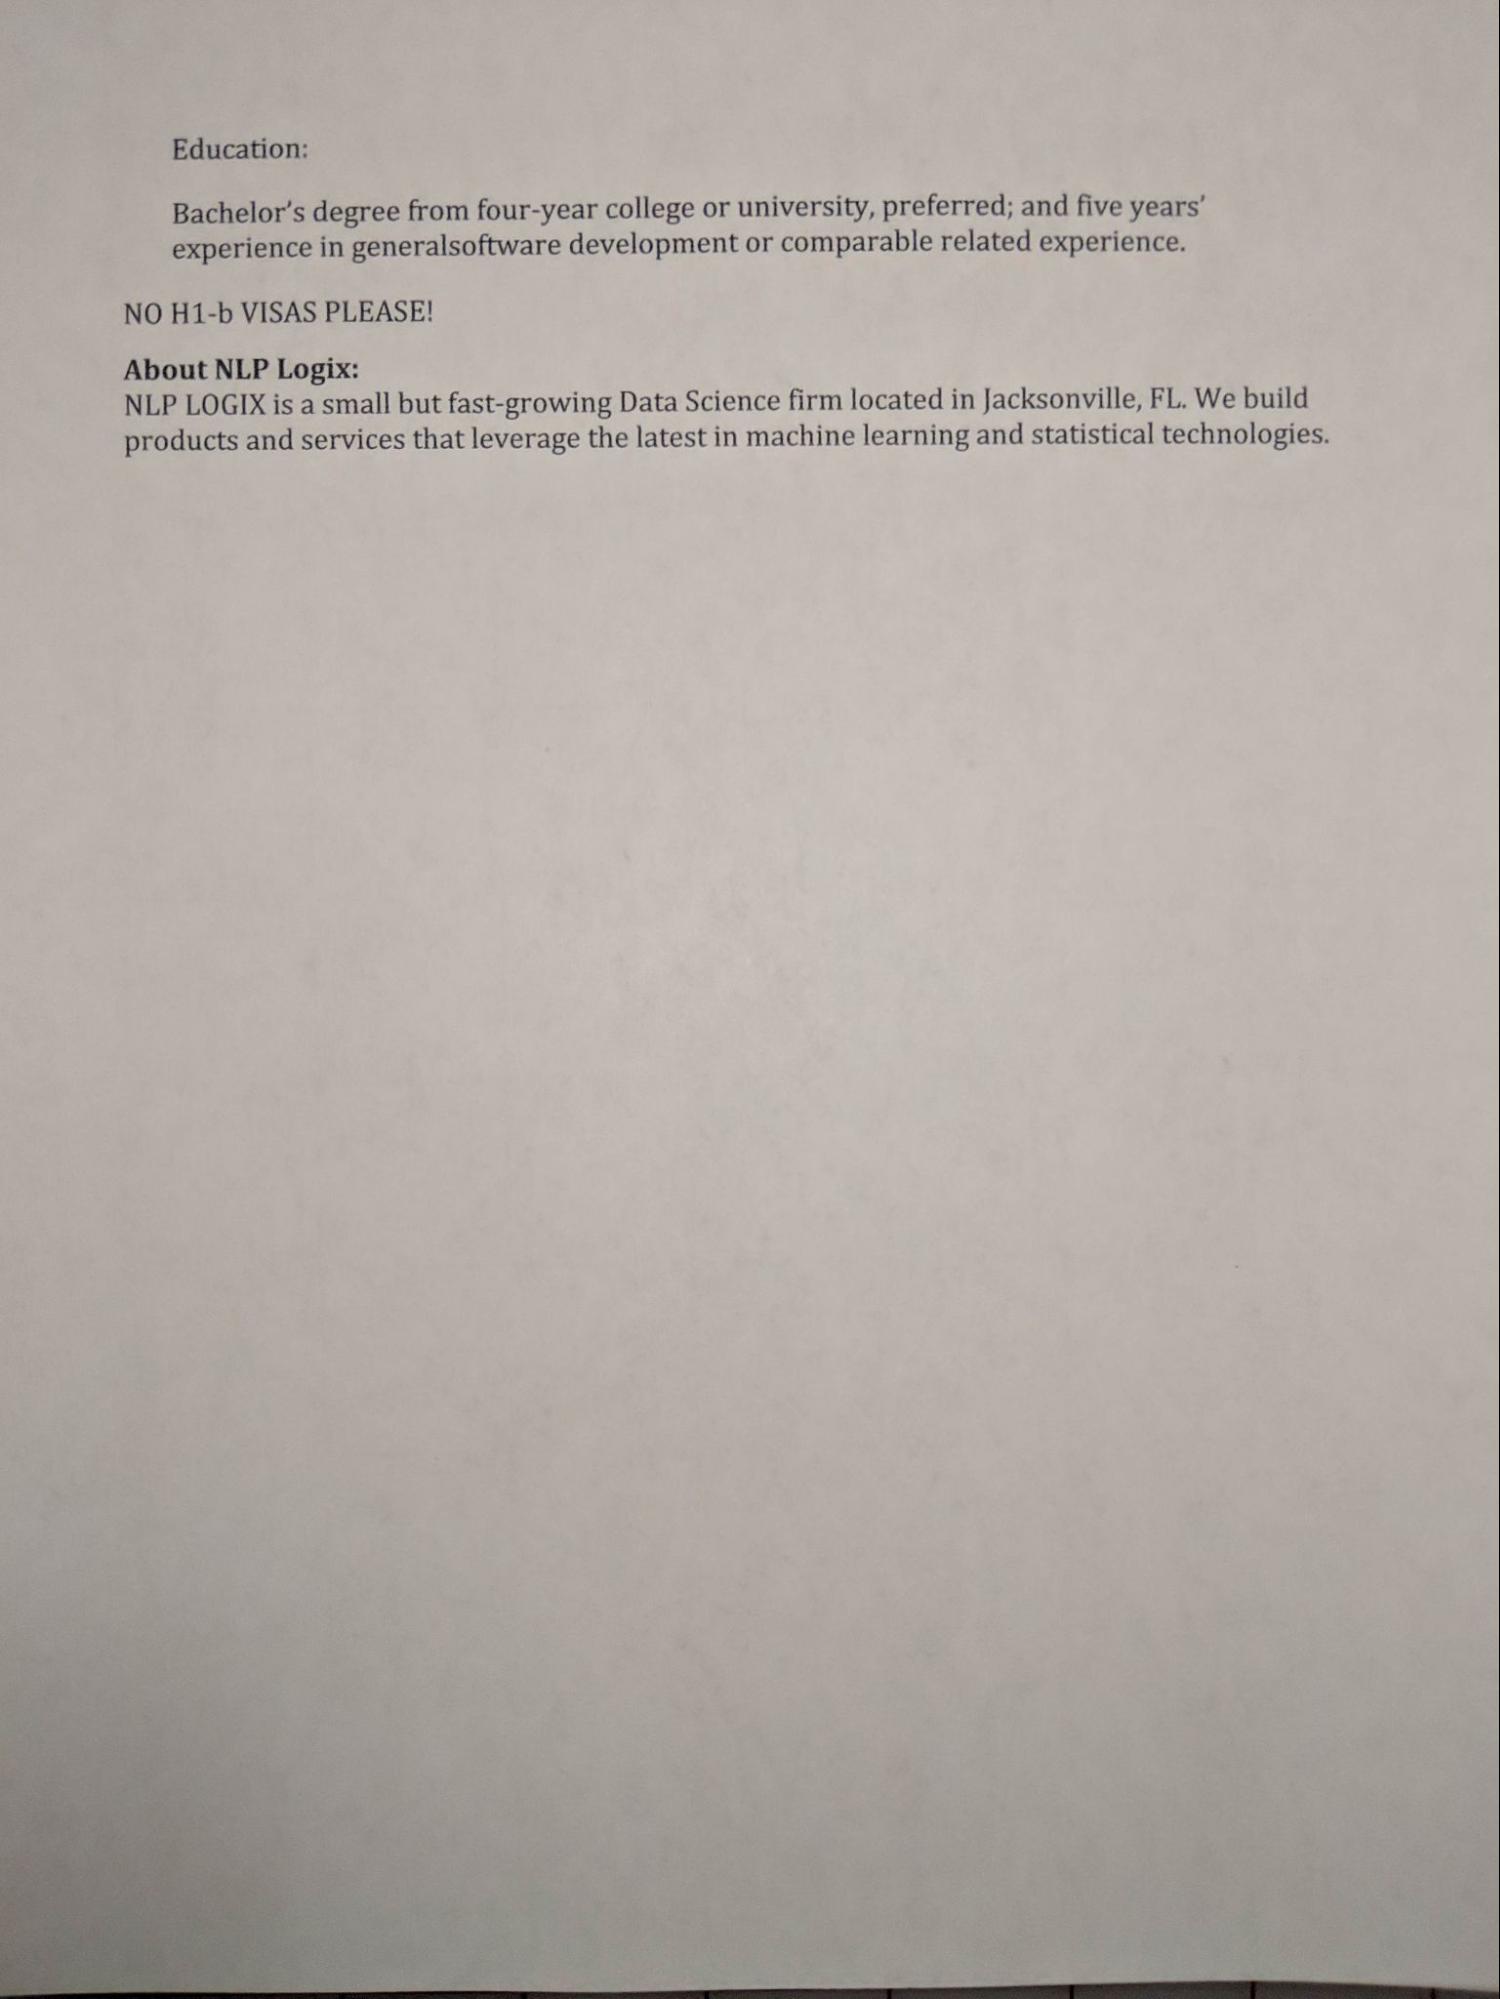 Education:
Bachelor's degree from four-year college or university, preferred; and five years'
experience in generalsoftware development or comparable related experience.
NO H1-b VISAS PLEASE!
About NLP Logix:
NLP LOGIX is a small but fast-growing Data Science firm located in Jacksonville, FL. We build
products and services that leverage the latest in machine learning and statistical technologies.